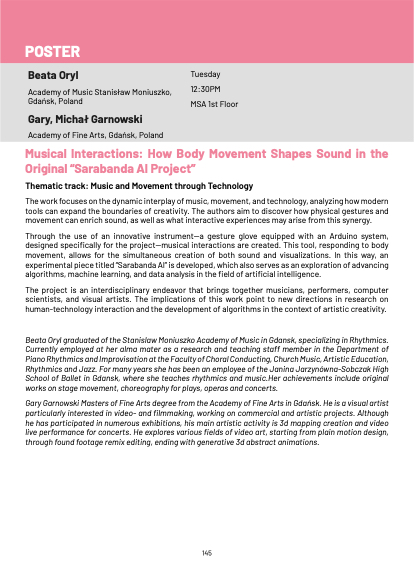 POSTER
Beata Oryl
Academy of Music Stanisław Moniuszko,
Gdańsk, Poland
Gary, Michał Garnowski
Academy of Fine Arts, Gdańsk, Poland
Tuesday
12:30PM
MSA 1st Floor
Musical Interactions: How Body Movement Shapes Sound in the
Original "Sarabanda AI Project"
Thematic track: Music and Movement through Technology
The work focuses on the dynamic interplay of music, movement, and technology, analyzing how modern
tools can expand the boundaries of creativity. The authors aim to discover how physical gestures and
movement can enrich sound, as well as what interactive experiences may arise from this synergy.
Through the use of an innovative instrument—a gesture glove equipped with an Arduino system,
designed specifically for the project—musical interactions are created. This tool, responding to body
movement, allows for the simultaneous creation of both sound and visualizations. In this way, an
experimental piece titled "Sarabanda AI" is developed, which also serves as an exploration of advancing
algorithms, machine learning, and data analysis in the field of artificial intelligence.
The project is an interdisciplinary endeavor that brings together musicians, performers, computer
scientists, and visual artists. The implications of this work point to new directions in research on
human-technology interaction and the development of algorithms in the context of artistic creativity.
Beata Oryl graduated of the Stanislaw Moniuszko Academy of Music in Gdansk, specializing in Rhythmics.
Currently employed at her alma mater as a research and teaching staff member in the Department of
Piano Rhythmics and Improvisation at the Faculty of Choral Conducting, Church Music, Artistic Education,
Rhythmics and Jazz. For many years she has been an employee of the Janina Jarzynówna-Sobczak High
School of Ballet in Gdansk, where she teaches rhythmics and music.Her achievements include original
works on stage movement, choreography for plays, operas and concerts.
Gary Garnowski Masters of Fine Arts degree from the Academy of Fine Arts in Gdańsk. He is a visual artist
particularly interested in video- and filmmaking, working on commercial and artistic projects. Although
he has participated in numerous exhibitions, his main artistic activity is 3d mapping creation and video
live performance for concerts. He explores various fields of video art, starting from plain motion design,
through found footage remix editing, ending with generative 3d abstract animations.
145